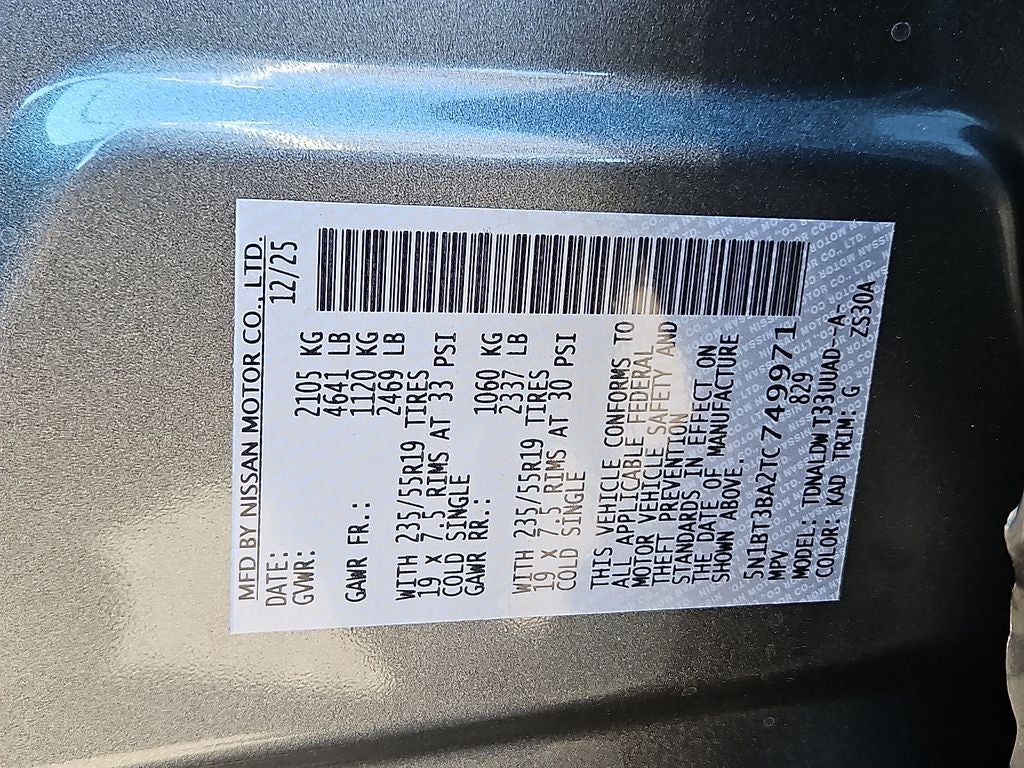 MFD BY NISSAN MOTOR CO., LTD.
DATE: 12/25
GVWR: 2105 KG
4641 LB
GAWR FR.: 1120 KG
2469 LB
WITH 235/55R19 TIRES
19 X 7.5 RIMS AT 33 PSI
COLD SINGLE
GAWR RR.: 1060 KG
2337 LB
WITH 235/55R19 TIRES
19 X 7.5 RIMS AT 30 PSI
COLD SINGLE
THIS VEHICLE CONFORMS TO
ALL APPLICABLE FEDERAL
MOTOR VEHICLE SAFETY AND
THEFT PREVENTION
STANDARDS IN EFFECT ON
THE DATE OF MANUFACTURE
SHOWN ABOVE.
5N1BT3BA2TC749971
MPV 829
MODEL: TDNALDW T33UUAD--A-
COLOR: KAD TRIM: G ZS30A